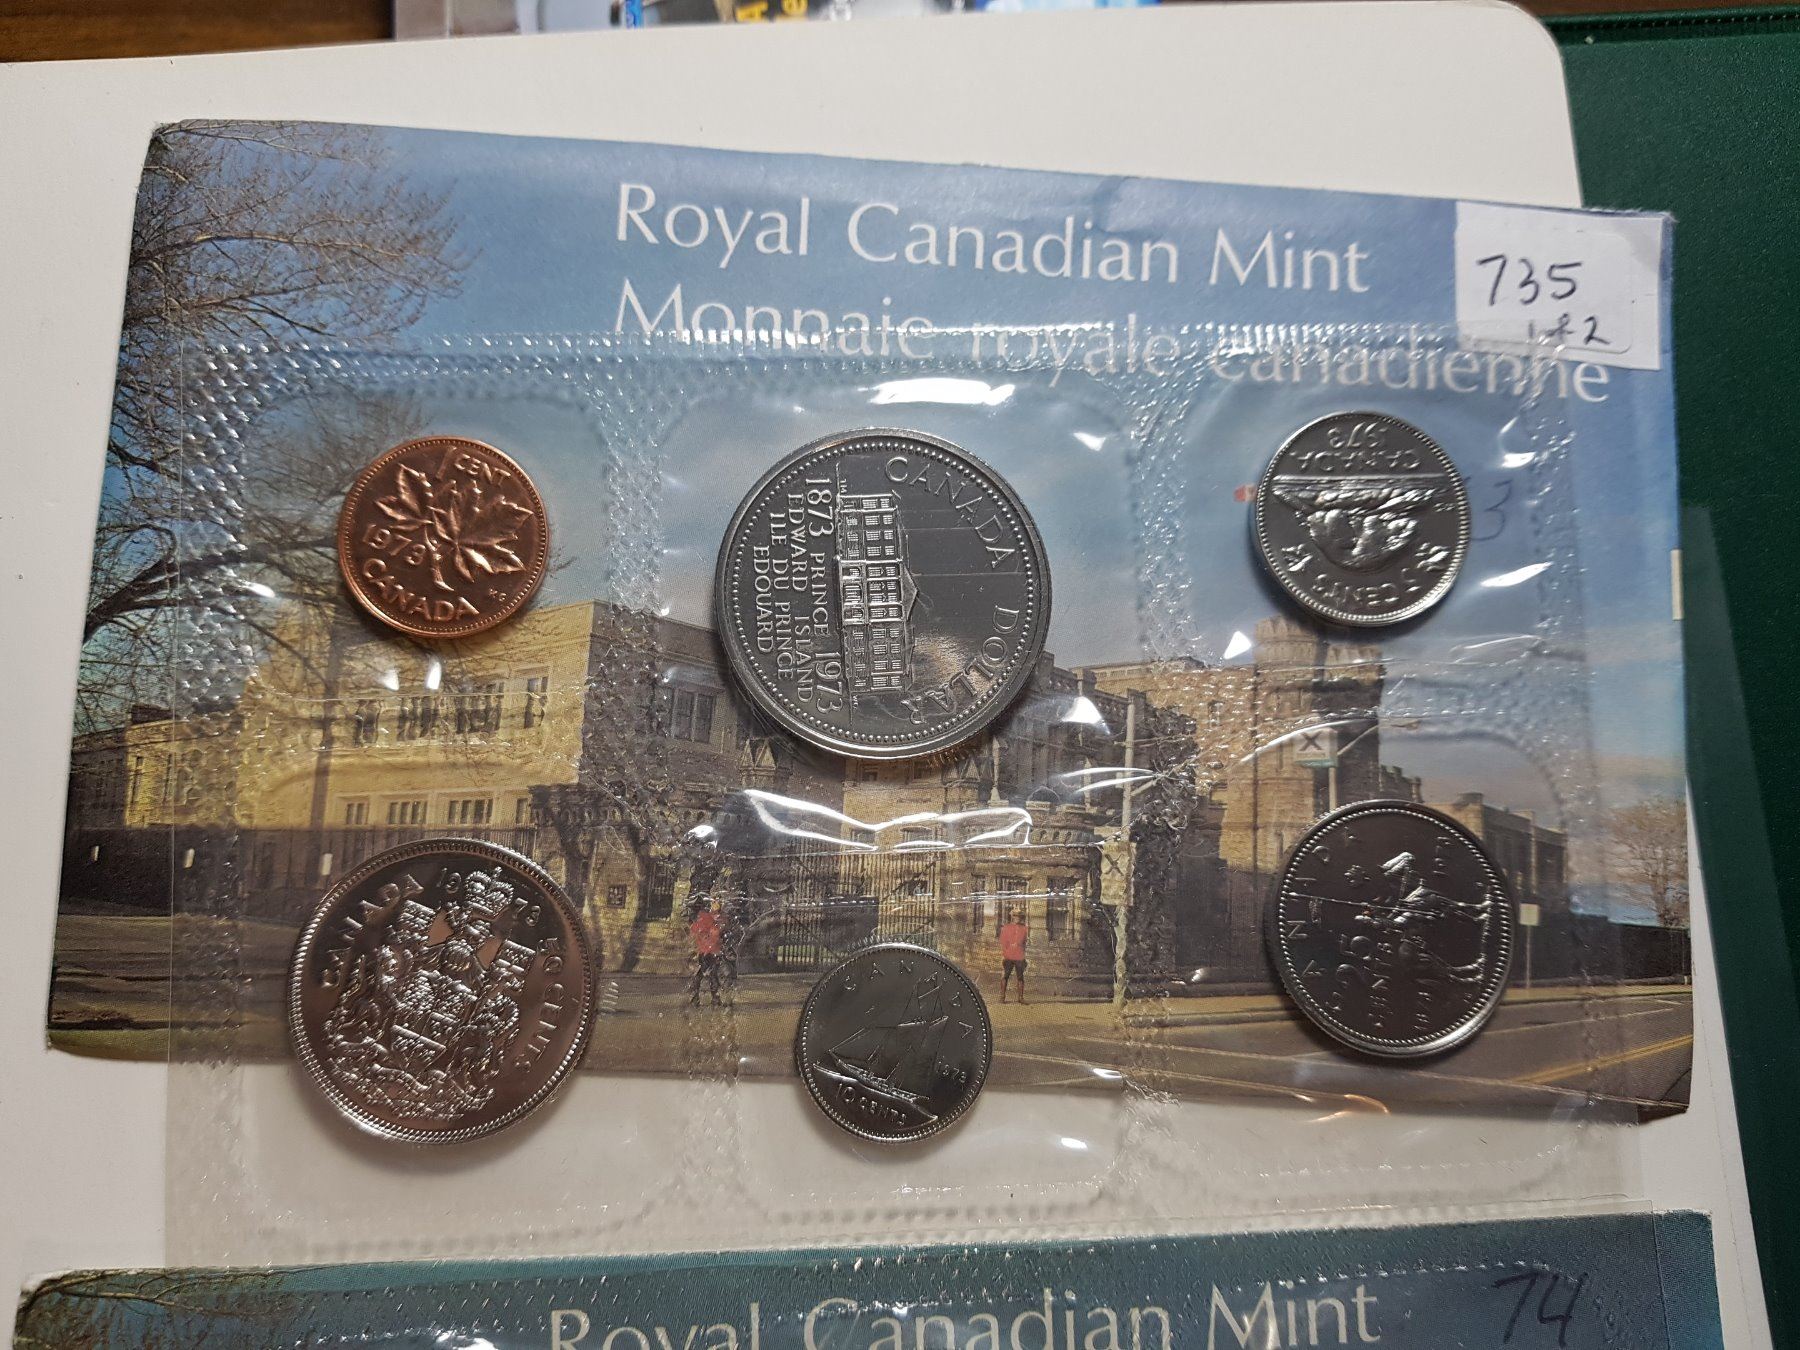 Royal Canadian Mint
Monnaie royale canadienne
735
1 of 2
1 CENT
1973
CANADA
CANADA DOLLAR
1873 PRINCE 1973
EDWARD ISLAND
ILE DU PRINCE
EDOUARD
5 CENTS
CANADA
1973
3
CANADA 1973 50 CENTS
CANADA
1973
10 CENTS
CANADA
25
CENTS
Royal Canadian Mint
74